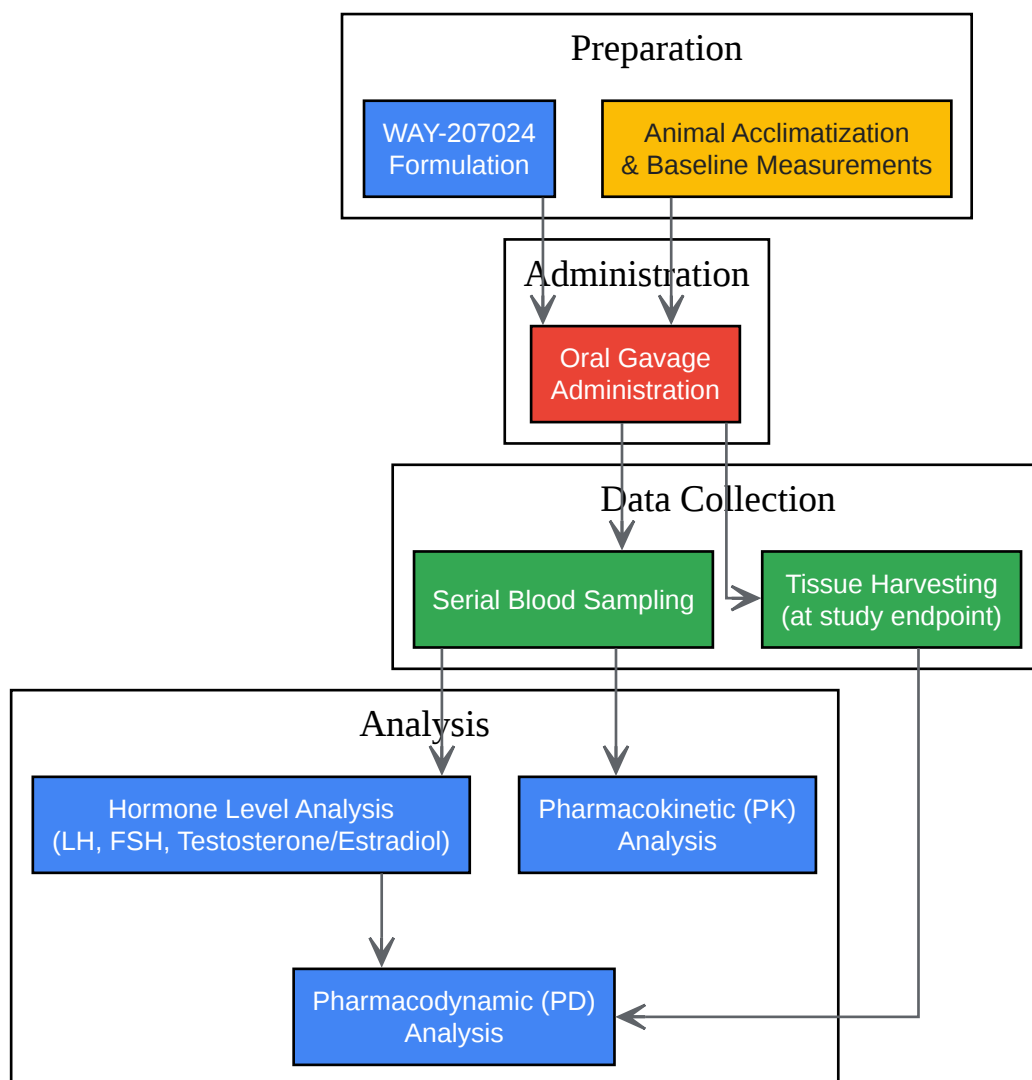 Preparation
WAY-207024
Formulation
Animal Acclimatization
& Baseline Measurements
Administration
Oral Gavage
Administration
Data Collection
Serial Blood Sampling
Tissue Harvesting
(at study endpoint)
Analysis
Hormone Level Analysis
(LH, FSH, Testosterone/Estradiol)
Pharmacokinetic (PK)
Analysis
Pharmacodynamic (PD)
Analysis